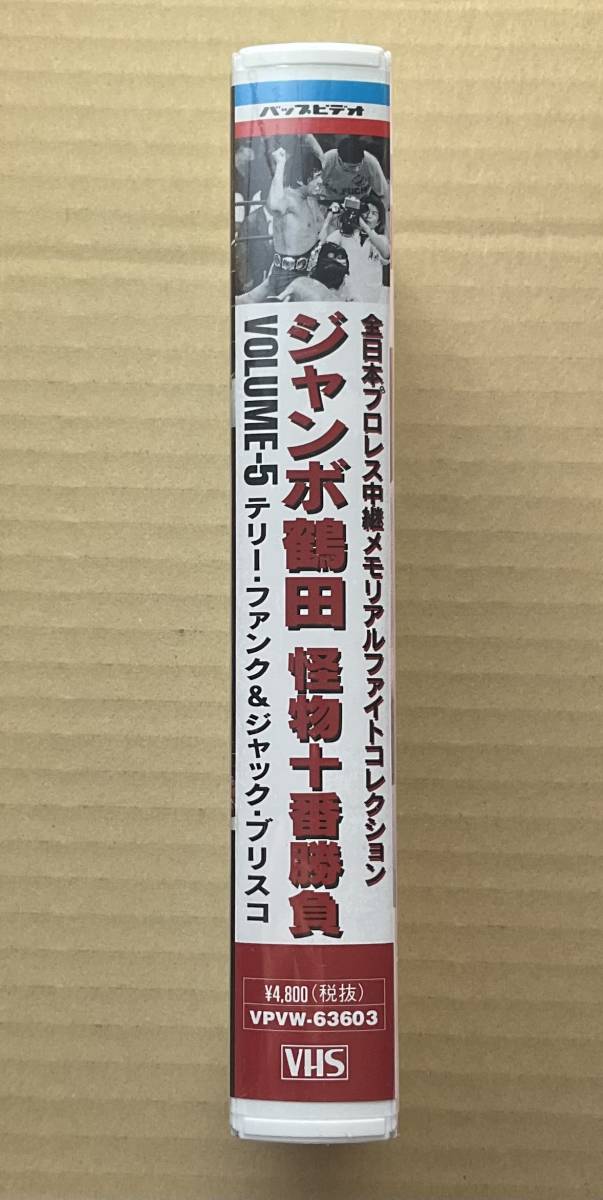 バップビデオ
全日本プロレス中継メモリアルファイトコレクション
ジャンボ鶴田 怪物十番勝負
VOLUME-5 テリー・ファンク&ジャック・ブリスコ
¥4,800(税抜)
VPVW-63603
VHS